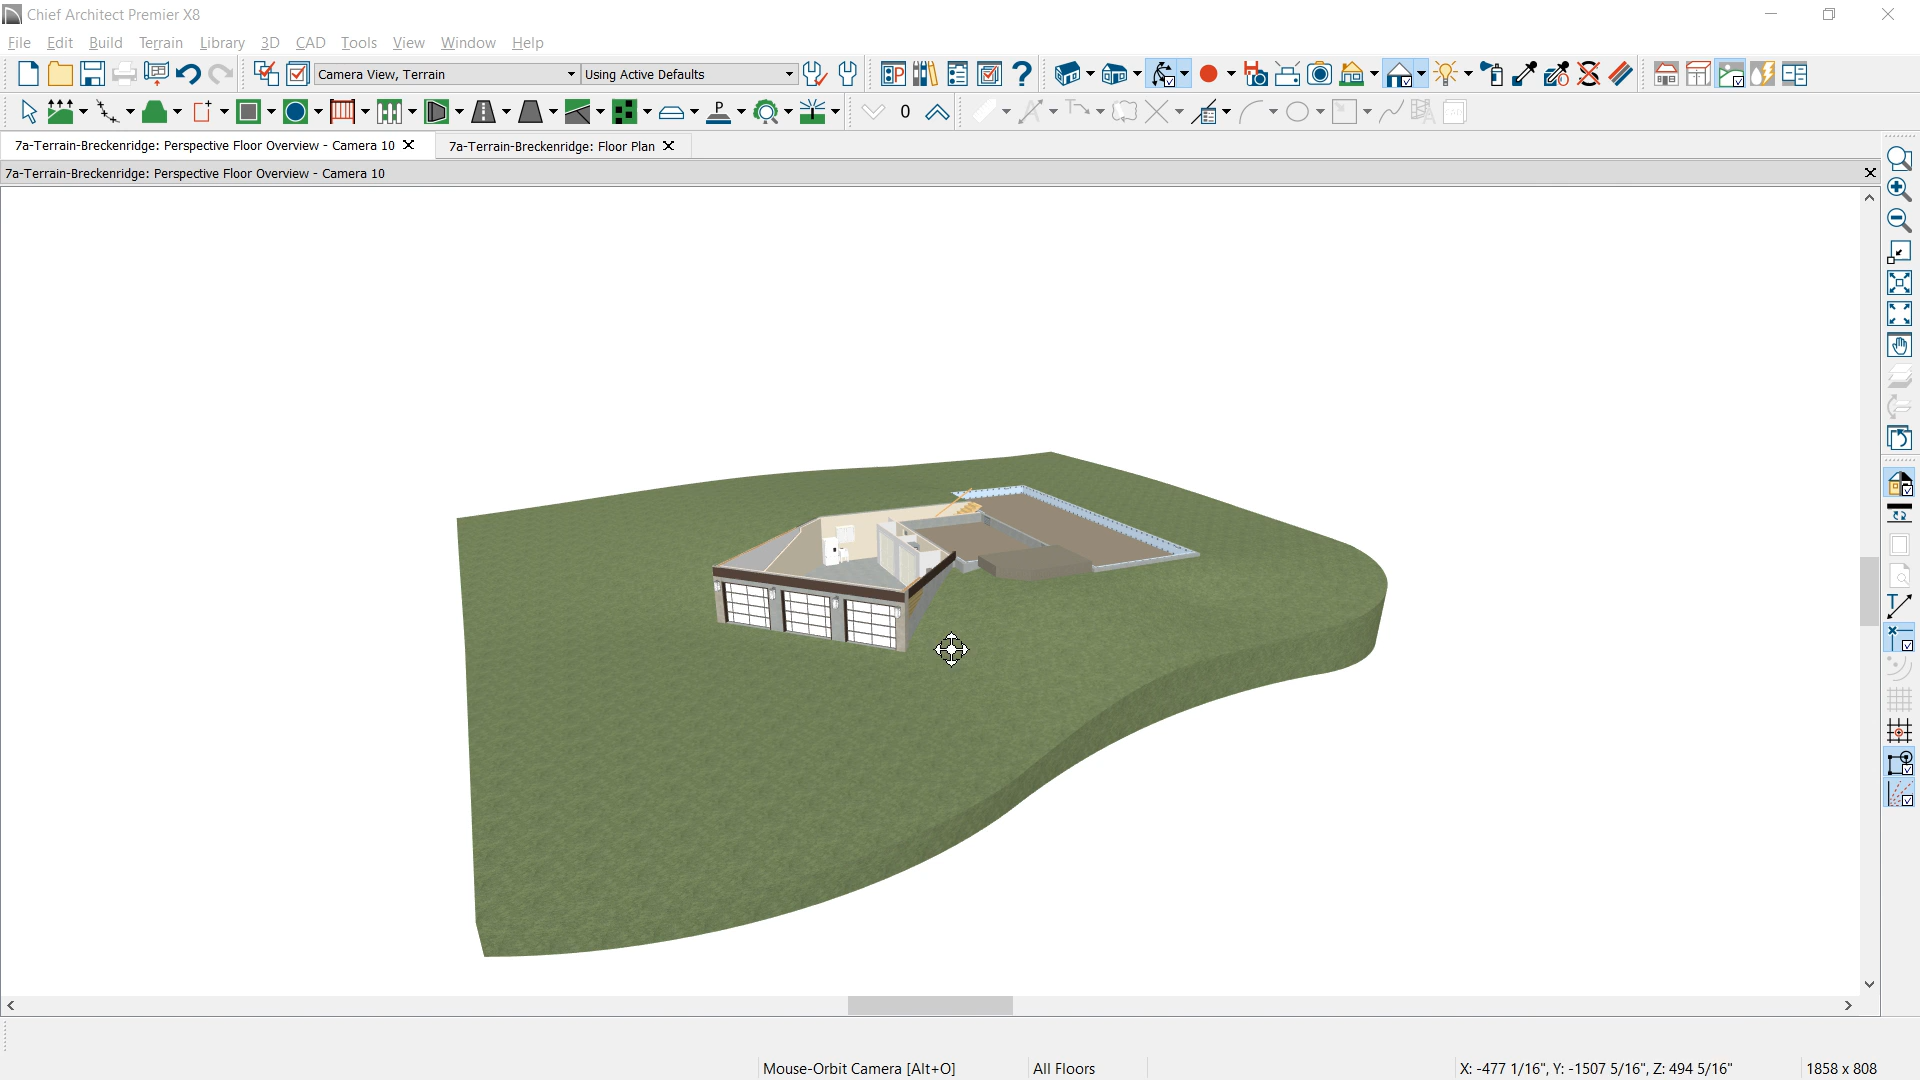 Chief Architect Premier X8
File Edit Build Terrain Library 3D CAD Tools View Window Help
Camera View, Terrain Using Active Defaults
0
7a-Terrain-Breckenridge: Perspective Floor Overview - Camera 10 7a-Terrain-Breckenridge: Floor Plan
7a-Terrain-Breckenridge: Perspective Floor Overview - Camera 10
Mouse-Orbit Camera [Alt+O] All Floors X: -477 1/16", Y: -1507 5/16", Z: 494 5/16" 1858 x 808